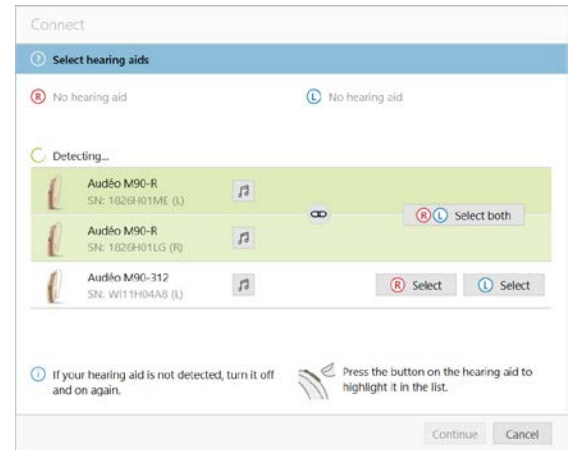 Connect
Select hearing aids
R No hearing aid
L No hearing aid
Detecting...
Audéo M90-R
SN: 1826H01ME (L)
R L Select both
Audéo M90-R
SN: 1826H01LG (R)
Audéo M90-312
SN: WI11H04A8 (L)
R Select
L Select
If your hearing aid is not detected, turn it off
and on again.
Press the button on the hearing aid to
highlight it in the list.
Continue
Cancel